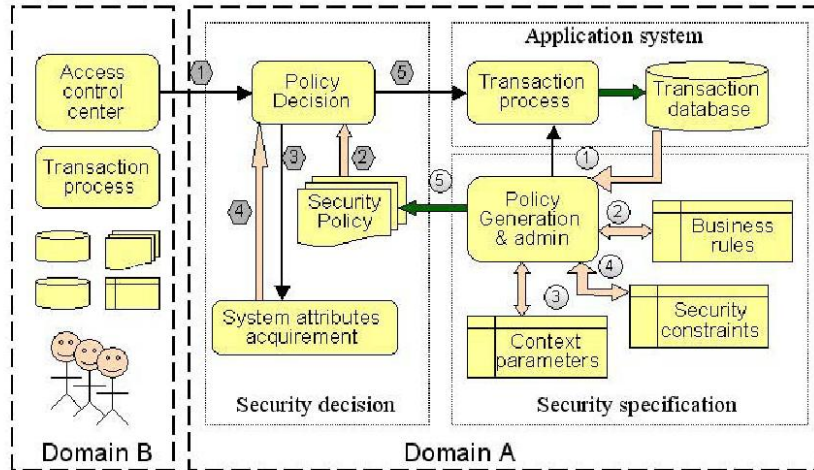 Application system
Access
control
center
1
Policy
Decision
5
Transaction
process
Transaction
database
Transaction
process
3
2
4
Security
Policy
5
1
Policy
Generation
& admin
2
Business
rules
4
3
Security
constraints
System attributes
acquirement
Context
parameters
Security decision
Security specification
Domain B
Domain A